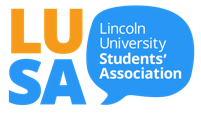 LU
SA
Lincoln
University
Students'
Association